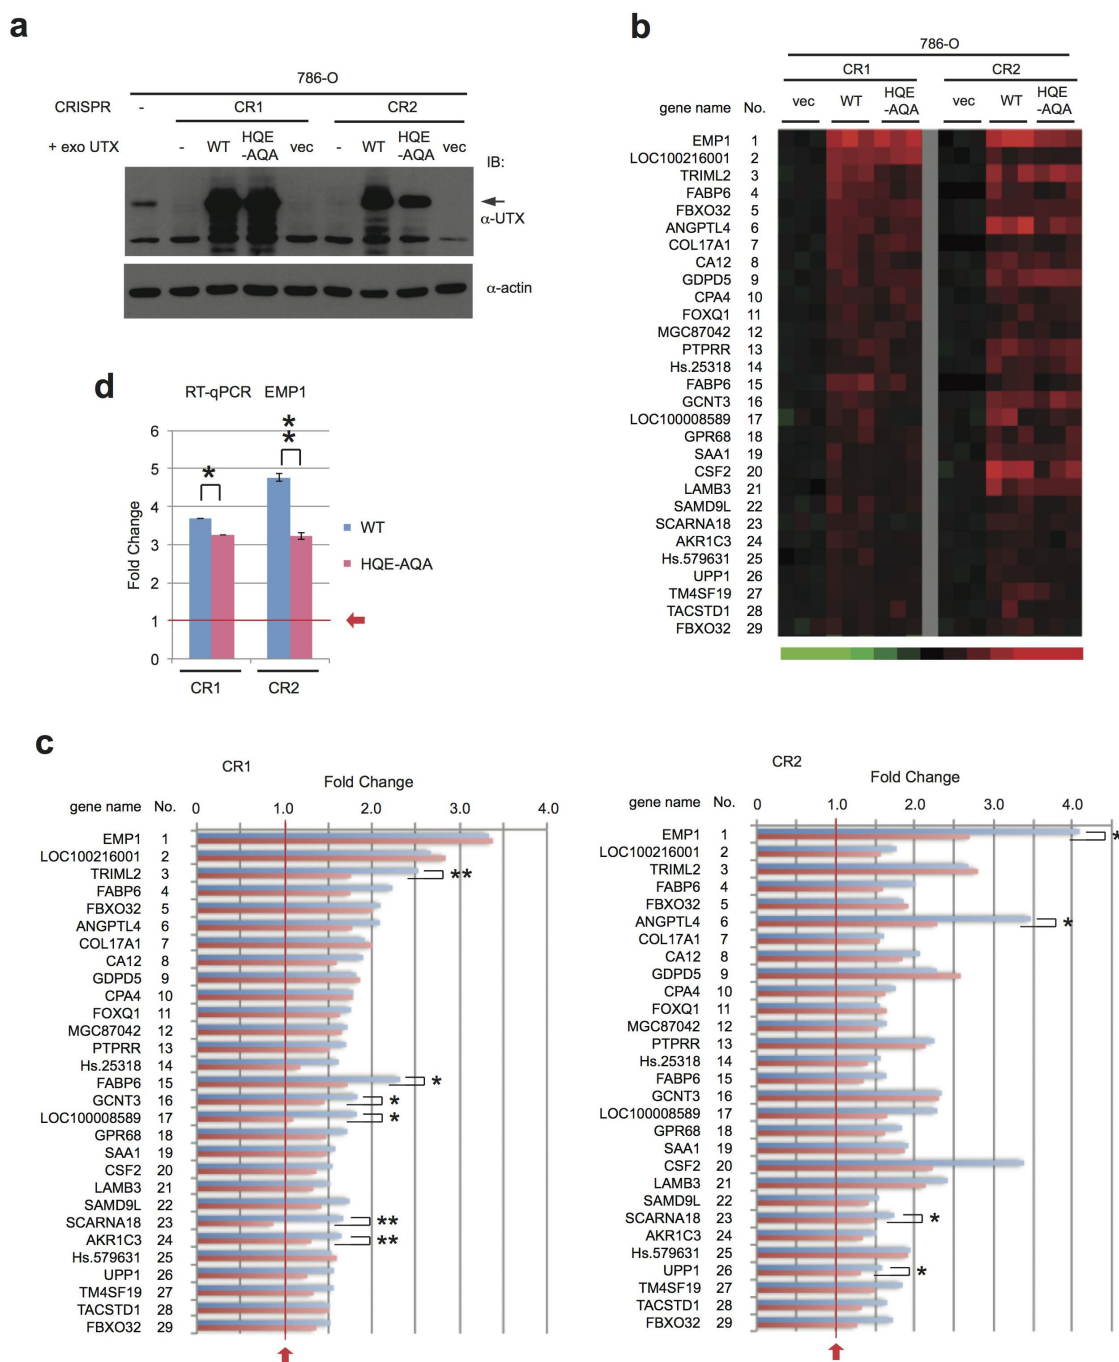 a
786-O
CRISPR - CR1 CR2
+ exo UTX - WT HQE-AQA vec - WT HQE-AQA vec
IB:
α-UTX
α-actin
b
786-O
CR1 CR2
gene name No. vec WT HQE-AQA vec WT HQE-AQA
EMP1 1
LOC100216001 2
TRIML2 3
FABP6 4
FBXO32 5
ANGPTL4 6
COL17A1 7
CA12 8
GDPD5 9
CPA4 10
FOXQ1 11
MGC87042 12
PTPRR 13
Hs.25318 14
FABP6 15
GCNT3 16
LOC100008589 17
GPR68 18
SAA1 19
CSF2 20
LAMB3 21
SAMD9L 22
SCARNA18 23
AKR1C3 24
Hs.579631 25
UPP1 26
TM4SF19 27
TACSTD1 28
FBXO32 29
d
RT-qPCR EMP1
Fold Change
6
5
4
3
2
1
0
*
**
WT
HQE-AQA
CR1 CR2
c
CR1
Fold Change
gene name No. 0 1.0 2.0 3.0 4.0
EMP1 1
LOC100216001 2
TRIML2 3 **
FABP6 4
FBXO32 5
ANGPTL4 6
COL17A1 7
CA12 8
GDPD5 9
CPA4 10
FOXQ1 11
MGC87042 12
PTPRR 13
Hs.25318 14
FABP6 15 *
GCNT3 16 *
LOC100008589 17 *
GPR68 18
SAA1 19
CSF2 20
LAMB3 21
SAMD9L 22
SCARNA18 23 **
AKR1C3 24 **
Hs.579631 25
UPP1 26
TM4SF19 27
TACSTD1 28
FBXO32 29
CR2
Fold Change
gene name No. 0 1.0 2.0 3.0 4.0
EMP1 1 *
LOC100216001 2
TRIML2 3
FABP6 4
FBXO32 5
ANGPTL4 6 *
COL17A1 7
CA12 8
GDPD5 9
CPA4 10
FOXQ1 11
MGC87042 12
PTPRR 13
Hs.25318 14
FABP6 15
GCNT3 16
LOC100008589 17
GPR68 18
SAA1 19
CSF2 20
LAMB3 21
SAMD9L 22
SCARNA18 23 *
AKR1C3 24
Hs.579631 25
UPP1 26 *
TM4SF19 27
TACSTD1 28
FBXO32 29